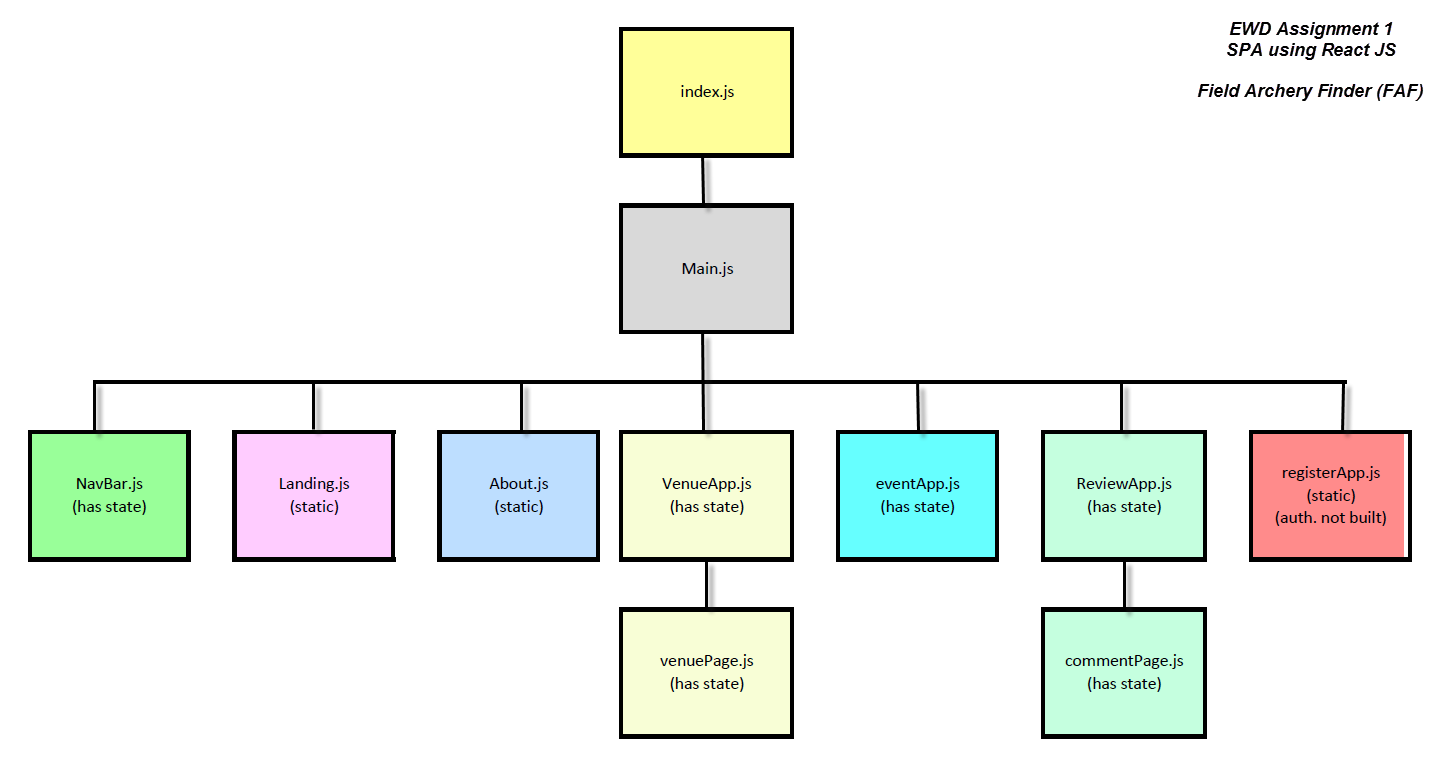 EWD Assignment 1
SPA using React JS
Field Archery Finder (FAF)
index.js
Main.js
NavBar.js
(has state)
Landing.js
(static)
About.js
(static)
VenueApp.js
(has state)
eventApp.js
(has state)
ReviewApp.js
(has state)
registerApp.js
(static)
(auth. not built)
venuePage.js
(has state)
commentPage.js
(has state)